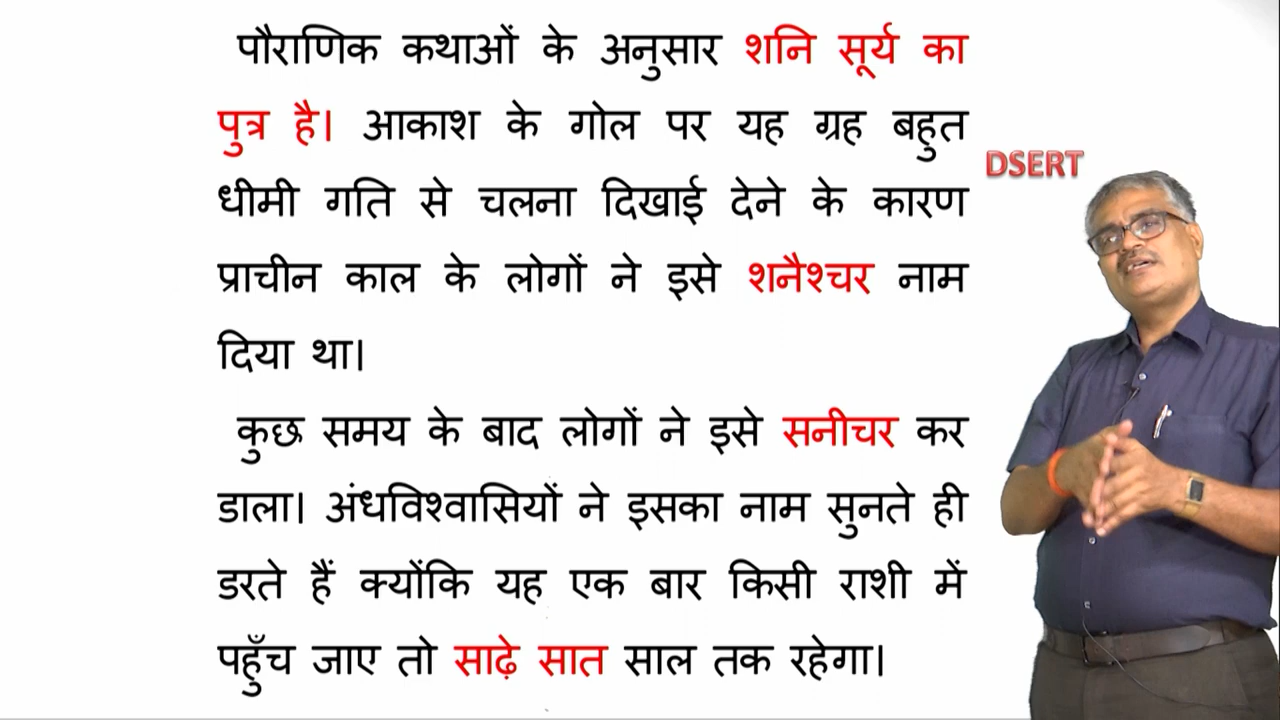 पौराणिक कथाओं के अनुसार शनि सूर्य का
पुत्र है। आकाश के गोल पर यह ग्रह बहुत
धीमी गति से चलना दिखाई देने के कारण
प्राचीन काल के लोगों ने इसे शनैश्चर नाम
दिया था।
कुछ समय के बाद लोगों ने इसे सनीचर कर
डाला। अंधविश्वासियों ने इसका नाम सुनते ही
डरते हैं क्योंकि यह एक बार किसी राशी में
पहुँच जाए तो साढ़े सात साल तक रहेगा।
DSERT